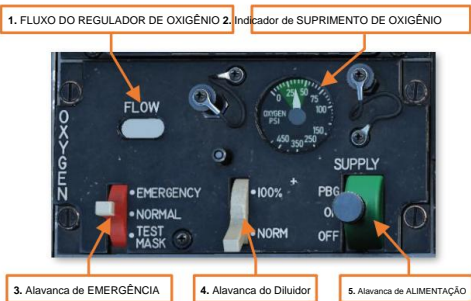 1. FLUXO DO REGULADOR DE OXIGÊNIO 2. Indicador de SUPRIMENTO DE OXIGÊNIO
FLOW
0 25 50 75 100 150 250 350 450
OXYGEN
PSI
OXYGEN
SUPPLY
EMERGENCY
NORMAL
TEST
MASK
100%
NORM
PBG
ON
OFF
3. Alavanca de EMERGÊNCIA
4. Alavanca do Diluidor
5. Alavanca de ALIMENTAÇÃO